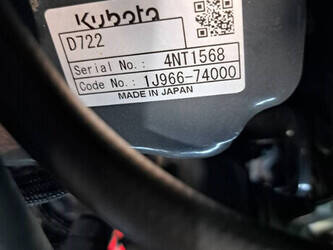 Kubota
D722
Serial No.: 4NT1568
Code No.: 1J966-74000
MADE IN JAPAN